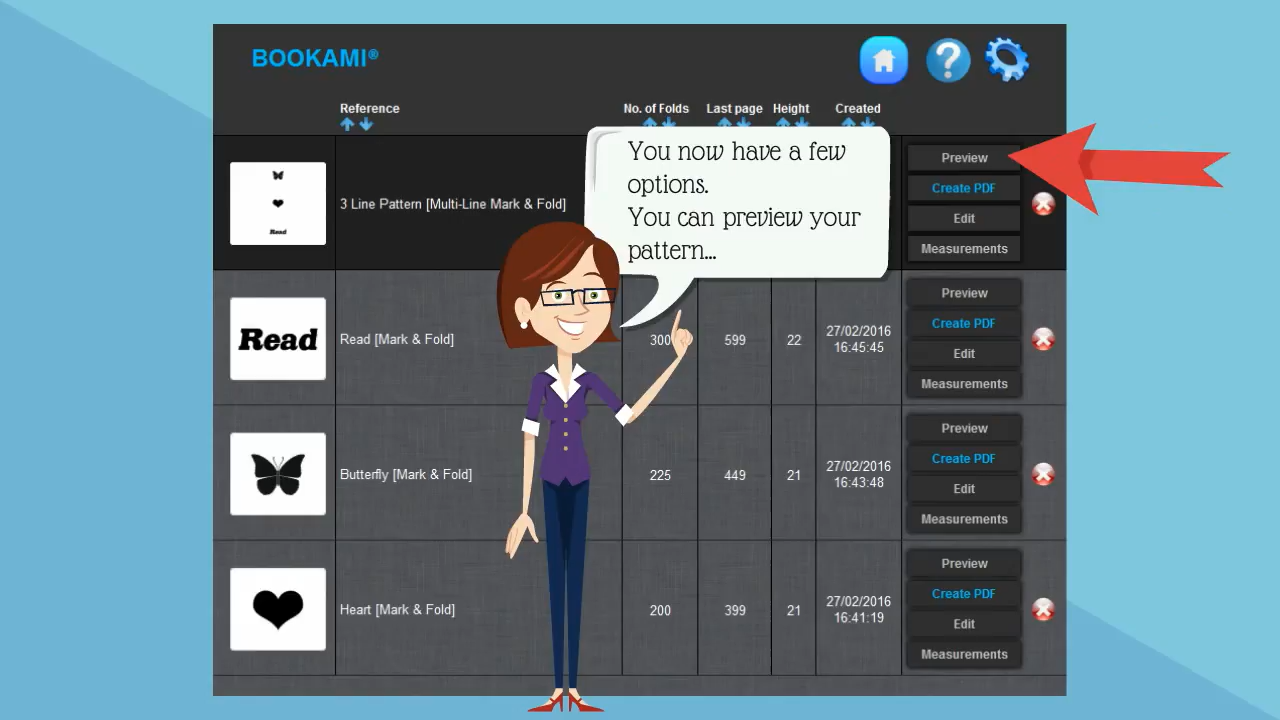 BOOKAMI®
Reference
No. of Folds
Last page
Height
Created
You now have a few
options.
You can preview your
pattern...
Read
3 Line Pattern [Multi-Line Mark & Fold]
Preview
Create PDF
Edit
Measurements
Read
Read [Mark & Fold]
300
599
22
27/02/2016
16:45:45
Preview
Create PDF
Edit
Measurements
Butterfly [Mark & Fold]
225
449
21
27/02/2016
16:43:48
Preview
Create PDF
Edit
Measurements
Heart [Mark & Fold]
200
399
21
27/02/2016
16:41:19
Preview
Create PDF
Edit
Measurements